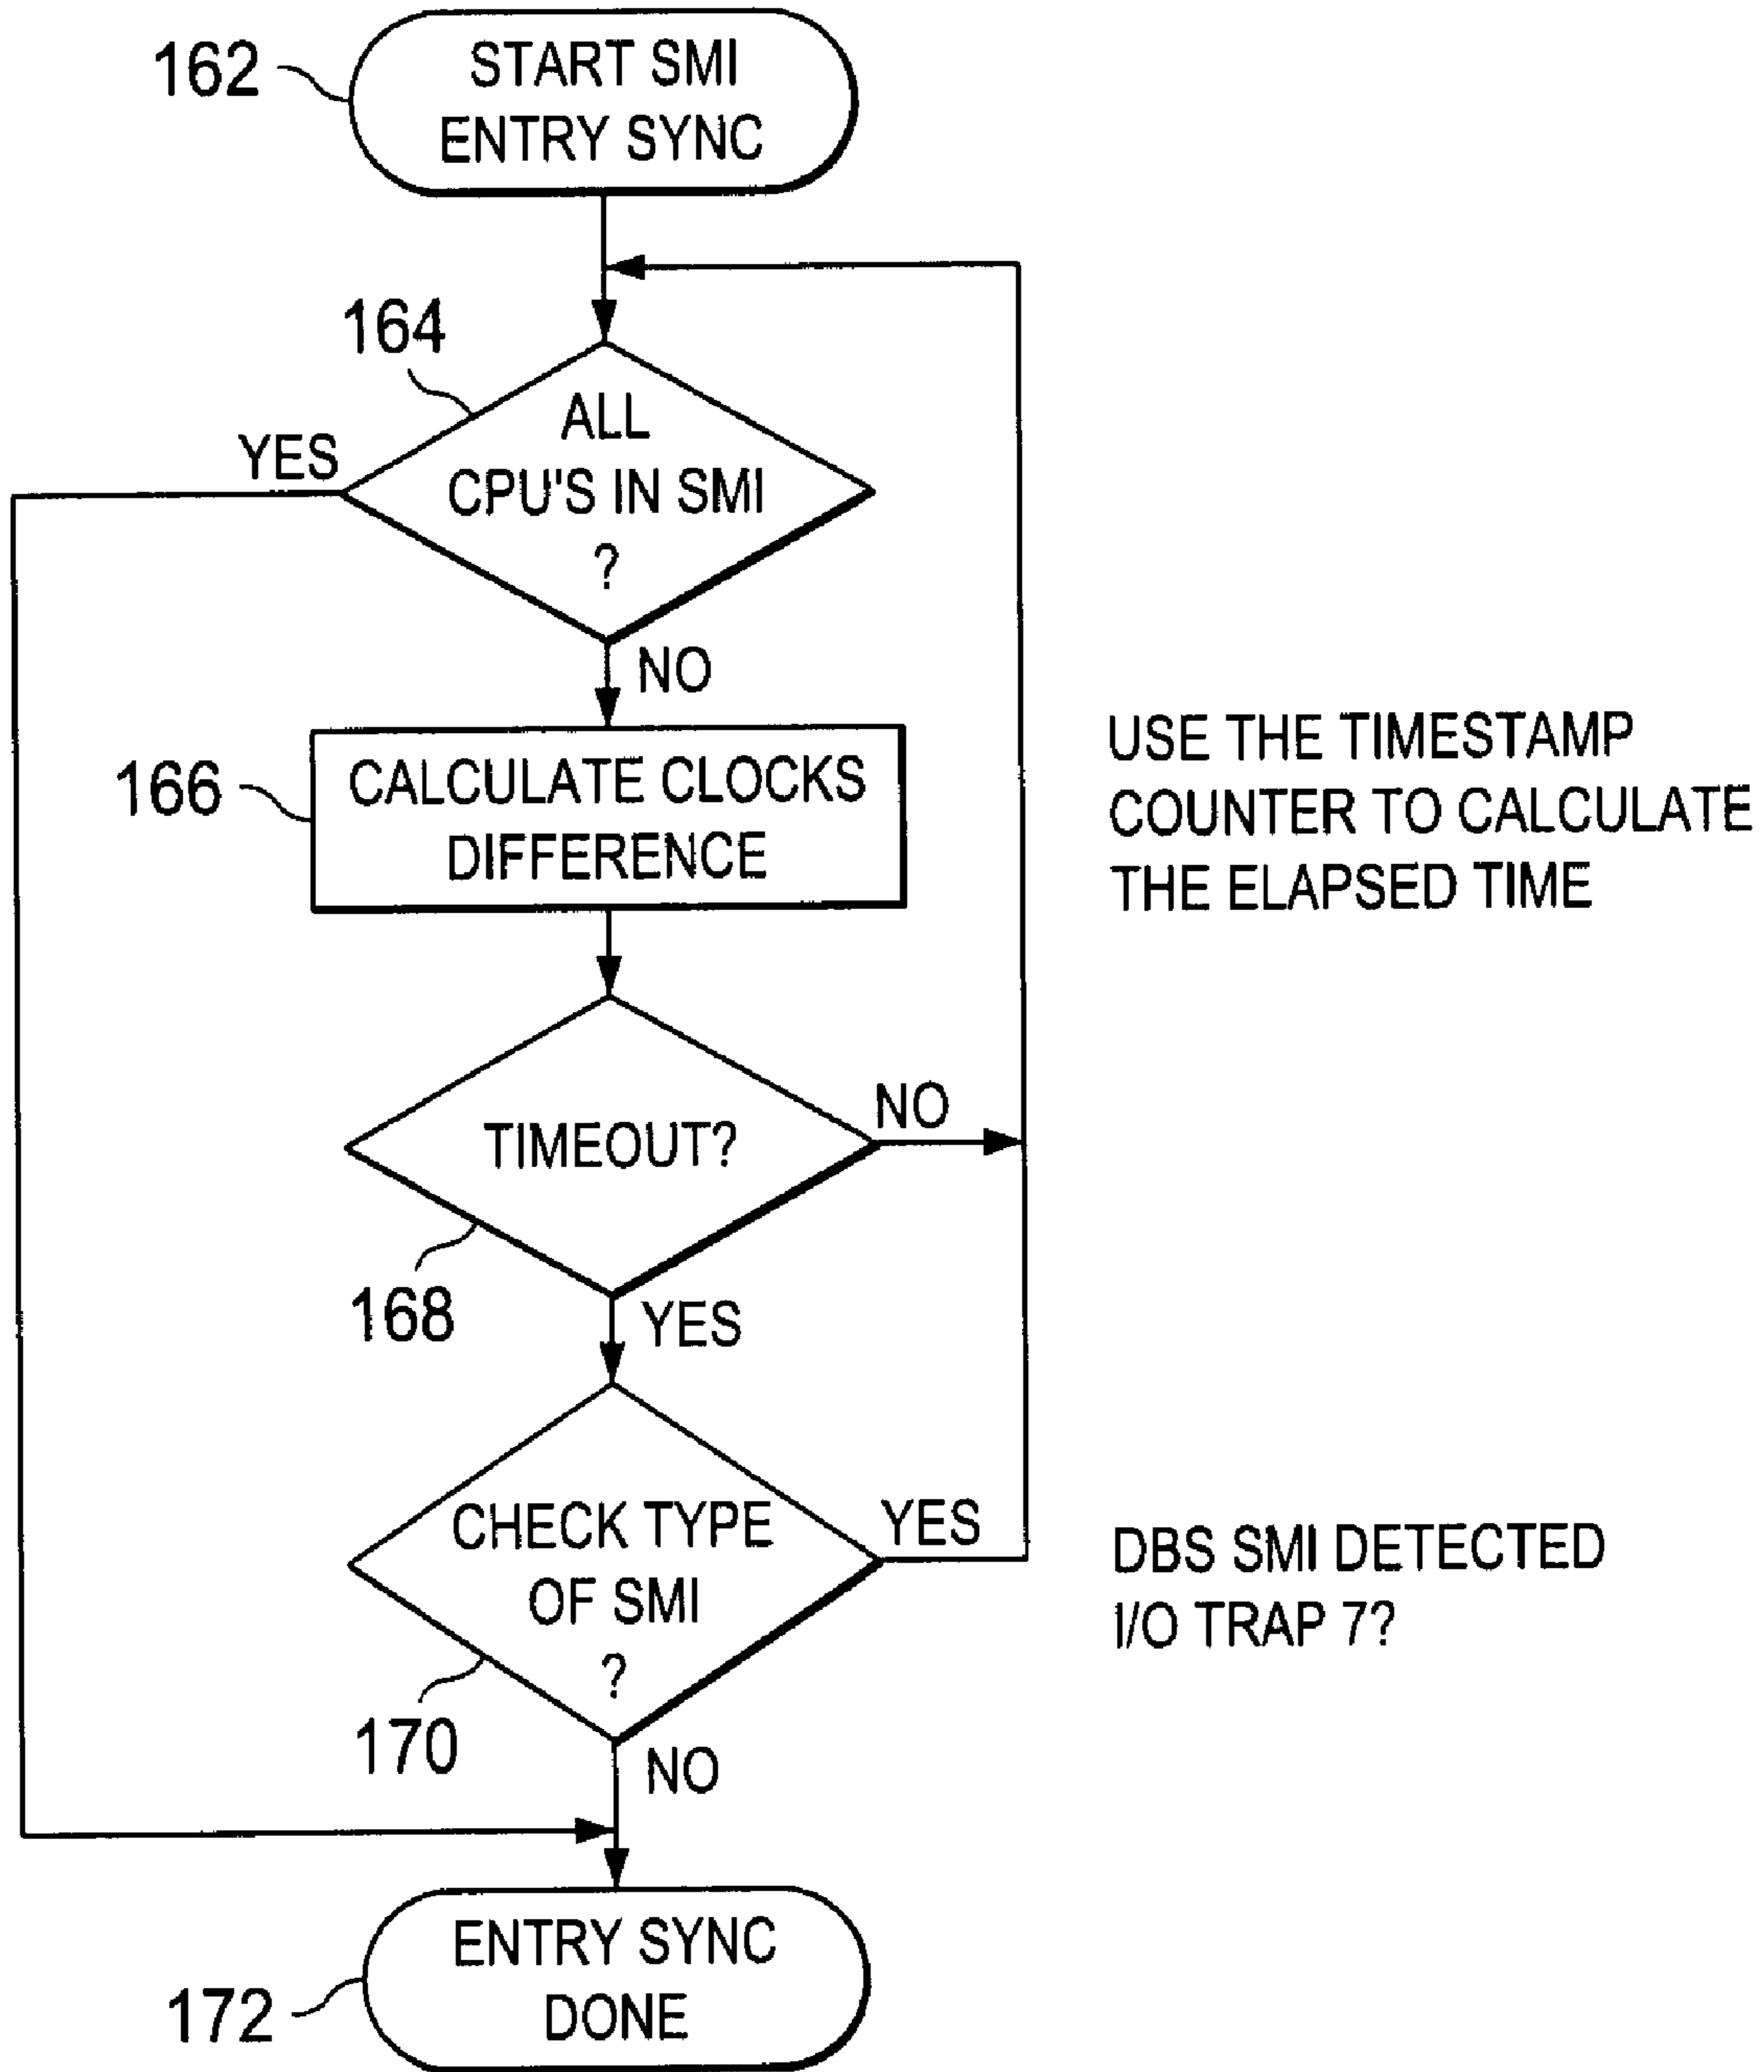 162
START SMI
ENTRY SYNC
164
ALL
CPU'S IN SMI
?
YES
NO
166
CALCULATE CLOCKS
DIFFERENCE
USE THE TIMESTAMP
COUNTER TO CALCULATE
THE ELAPSED TIME
TIMEOUT?
NO
168
YES
CHECK TYPE
OF SMI
?
YES
DBS SMI DETECTED
I/O TRAP 7?
170
NO
ENTRY SYNC
DONE
172